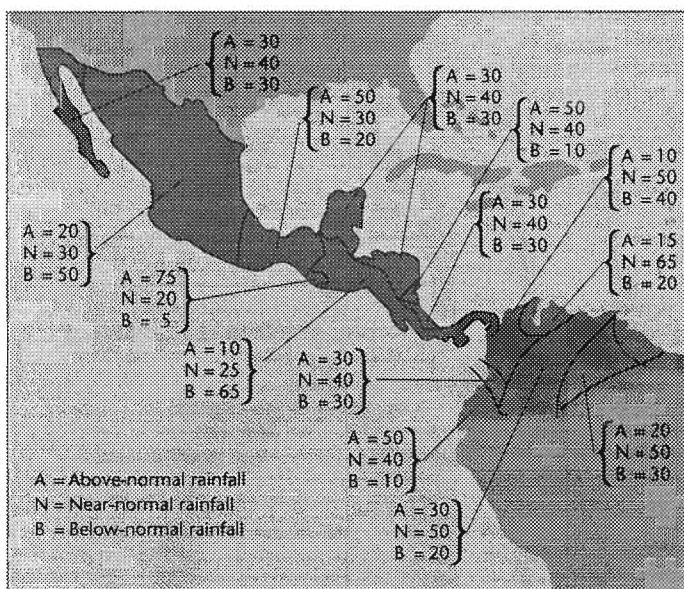 A = 30
N = 40
B = 30
A = 50
N = 30
B = 20
A = 30
N = 40
B = 30
A = 50
N = 40
B = 10
A = 10
N = 50
B = 40
A = 30
N = 40
B = 30
A = 20
N = 30
B = 50
A = 15
N = 65
B = 20
A = 75
N = 20
B = 5
A = 10
N = 25
B = 65
A = 30
N = 40
B = 30
A = 50
N = 40
B = 10
A = 20
N = 50
B = 30
A = 30
N = 50
B = 20
A = Above-normal rainfall
N = Near-normal rainfall
B = Below-normal rainfall